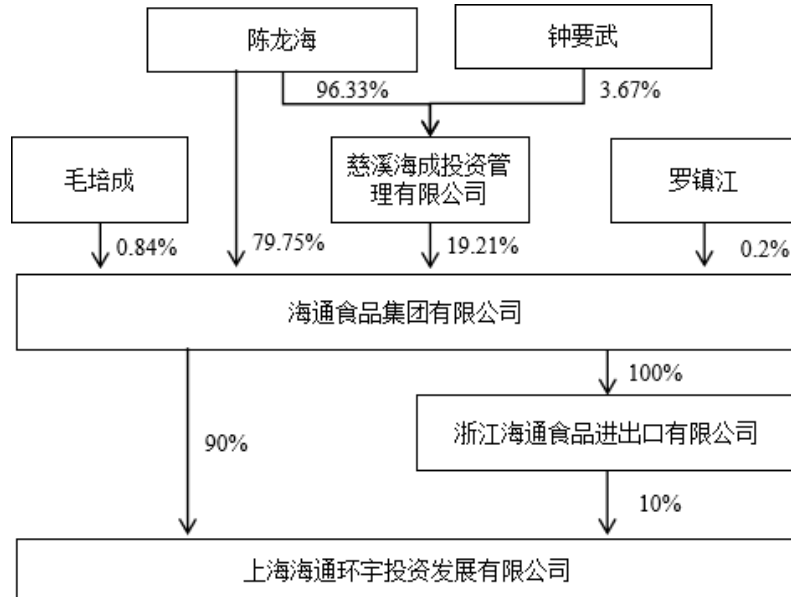 陈龙海
钟要武
96.33%
3.67%
毛培成
慈溪海成投资管
理有限公司
罗镇江
0.84%
79.75%
19.21%
0.2%
海通食品集团有限公司
100%
浙江海通食品进出口有限公司
90%
10%
上海海通环宇投资发展有限公司